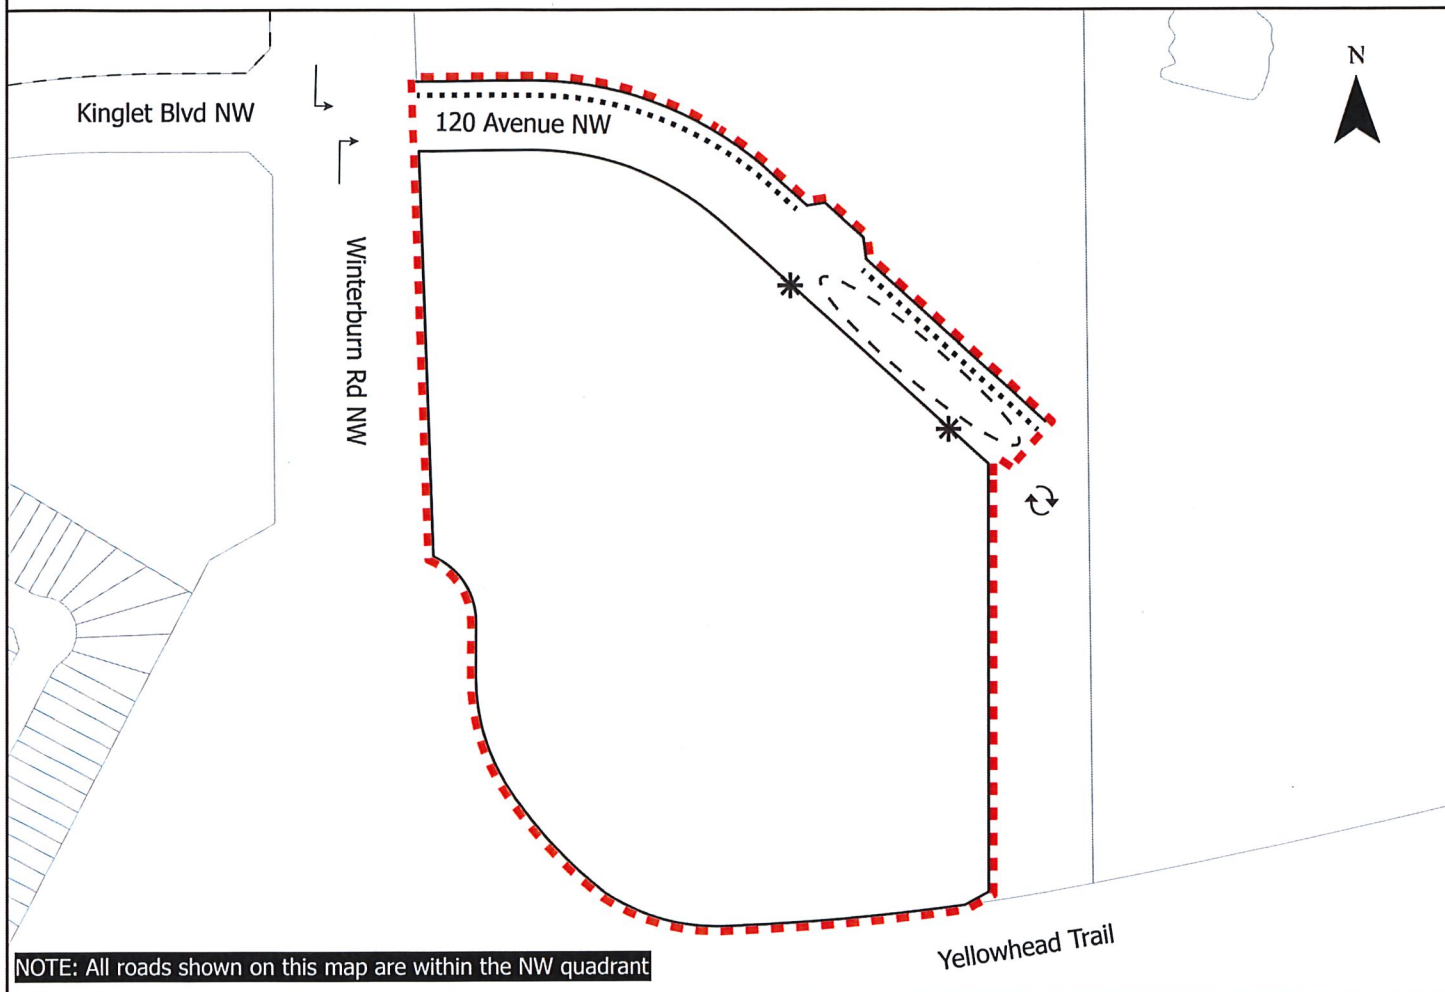 N
Kinglet Blvd NW
120 Avenue NW
Winterburn Rd NW
Yellowhead Trail
NOTE: All roads shown on this map are within the NW quadrant